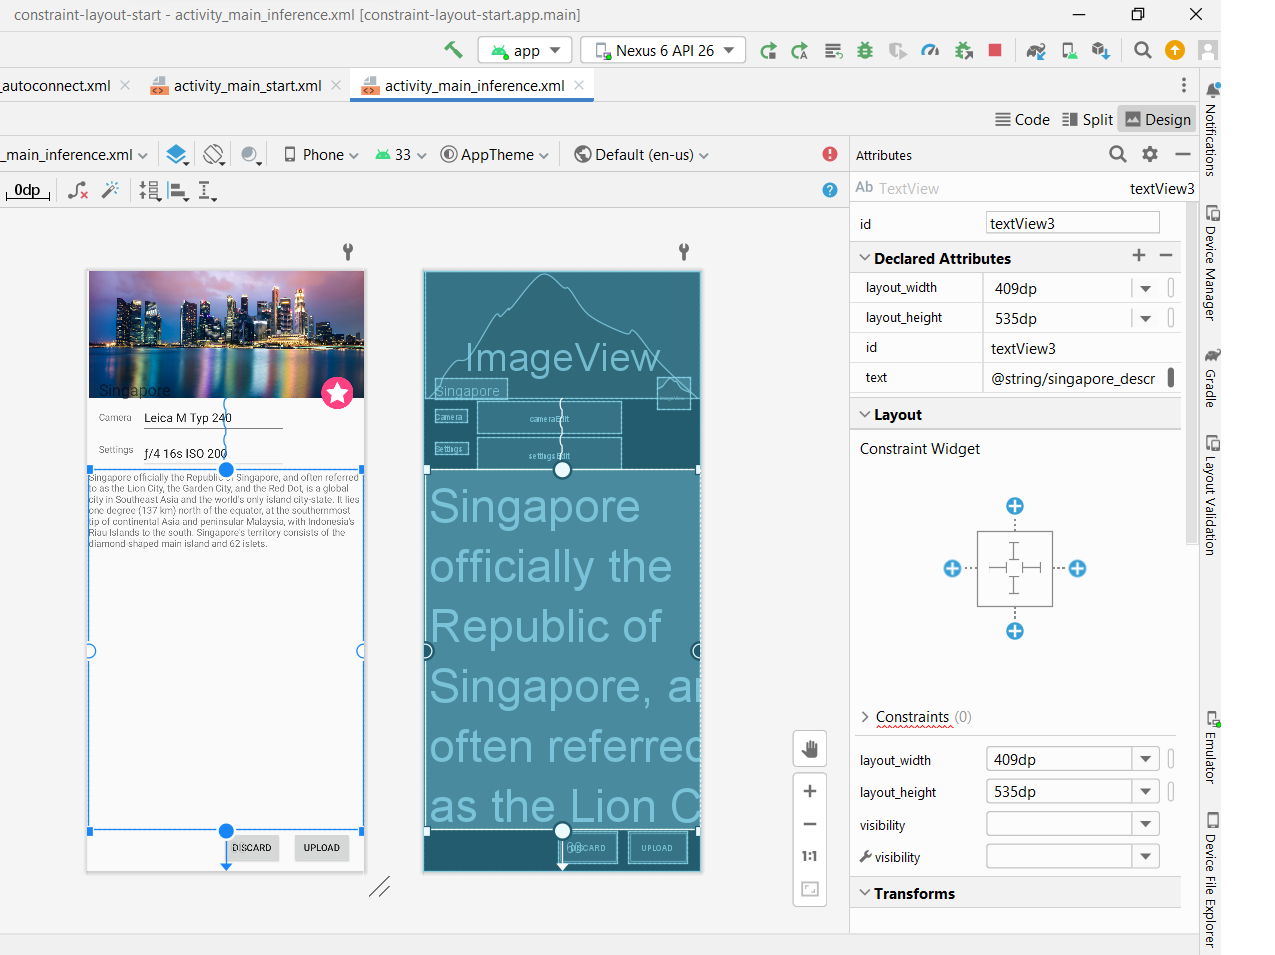 constraint-layout-start - activity_main_inference.xml [constraint-layout-start.app.main]
app
Nexus 6 API 26
_autoconnect.xml
activity_main_start.xml
activity_main_inference.xml
Code
Split
Design
_main_inference.xml
Phone
33
AppTheme
Default (en-us)
0dp
Attributes
Ab TextView
textView3
id
textView3
Declared Attributes
layout_width
409dp
layout_height
535dp
id
textView3
text
@string/singapore_descr
Layout
Constraint Widget
Constraints (0)
layout_width
409dp
layout_height
535dp
visibility
visibility
Transforms
Singapore
Camera
Leica M Typ 240
Settings
ƒ/4 16s ISO 200
Singapore officially the Republic of Singapore, and often referred
to as the Lion City, the Garden City, and the Red Dot, is a global
city in Southeast Asia and the world's only island city-state. It lies
one degree (137 km) north of the equator, at the southernmost
tip of continental Asia and peninsular Malaysia, with Indonesia's
Riau Islands to the south. Singapore's territory consists of the
diamond-shaped main island and 62 islets.
DISCARD
UPLOAD
ImageView
Singapore
Camera
cameraEdit
Settings
settingsEdit
Singapore
officially the
Republic of
Singapore, an
often referred
as the Lion C
DISCARD
UPLOAD
1:1
Notifications
Device Manager
Gradle
Layout Validation
Emulator
Device File Explorer